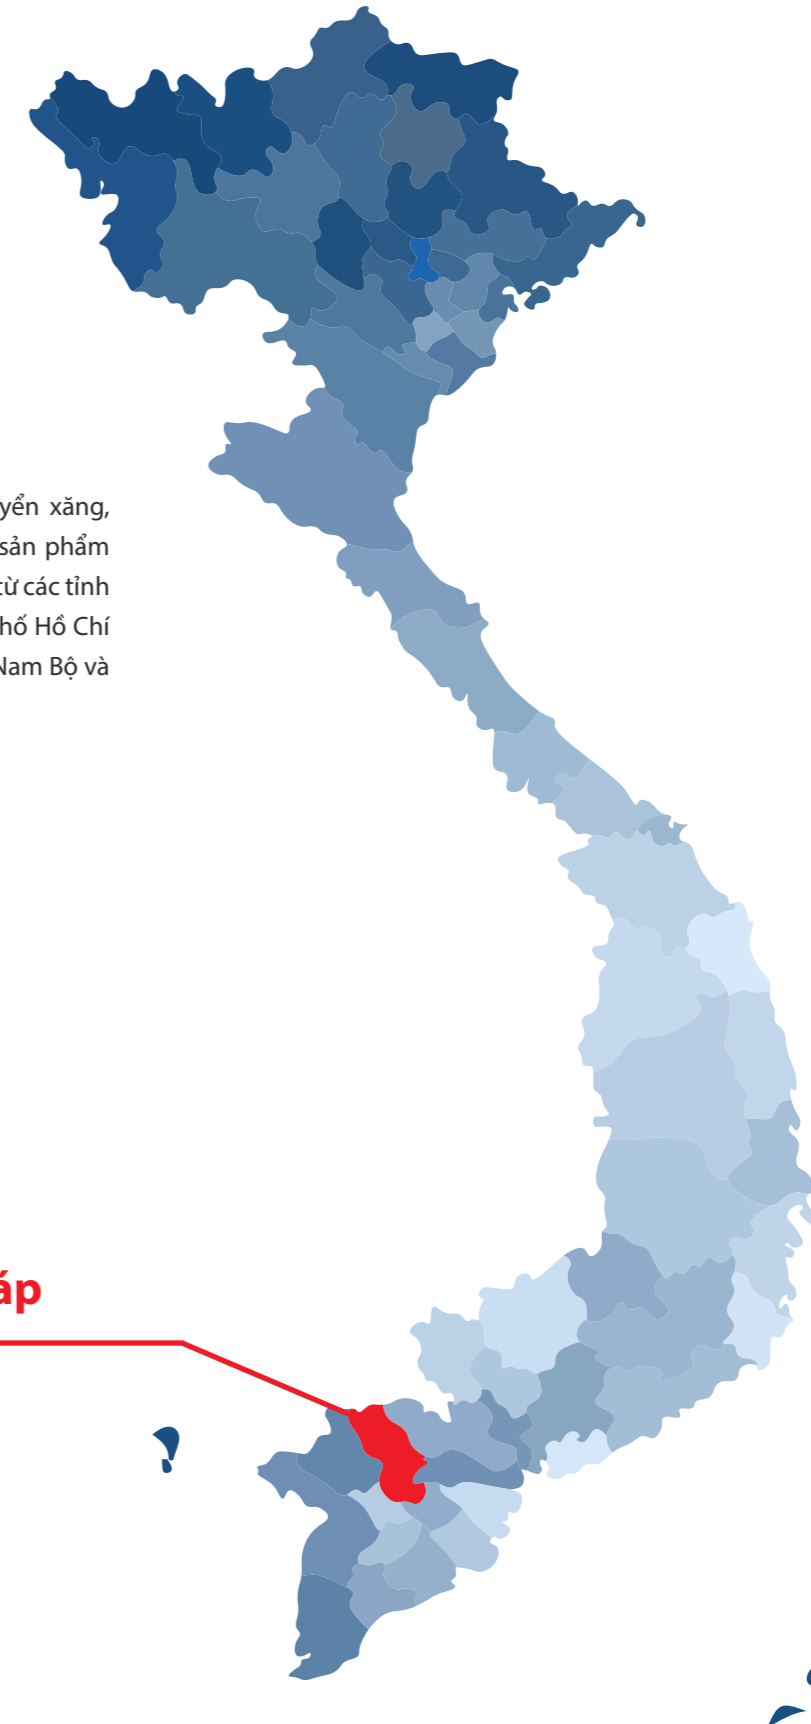 yển xăng,
sản phẩm
từ các tỉnh
hố Hồ Chí
Nam Bộ và
áp